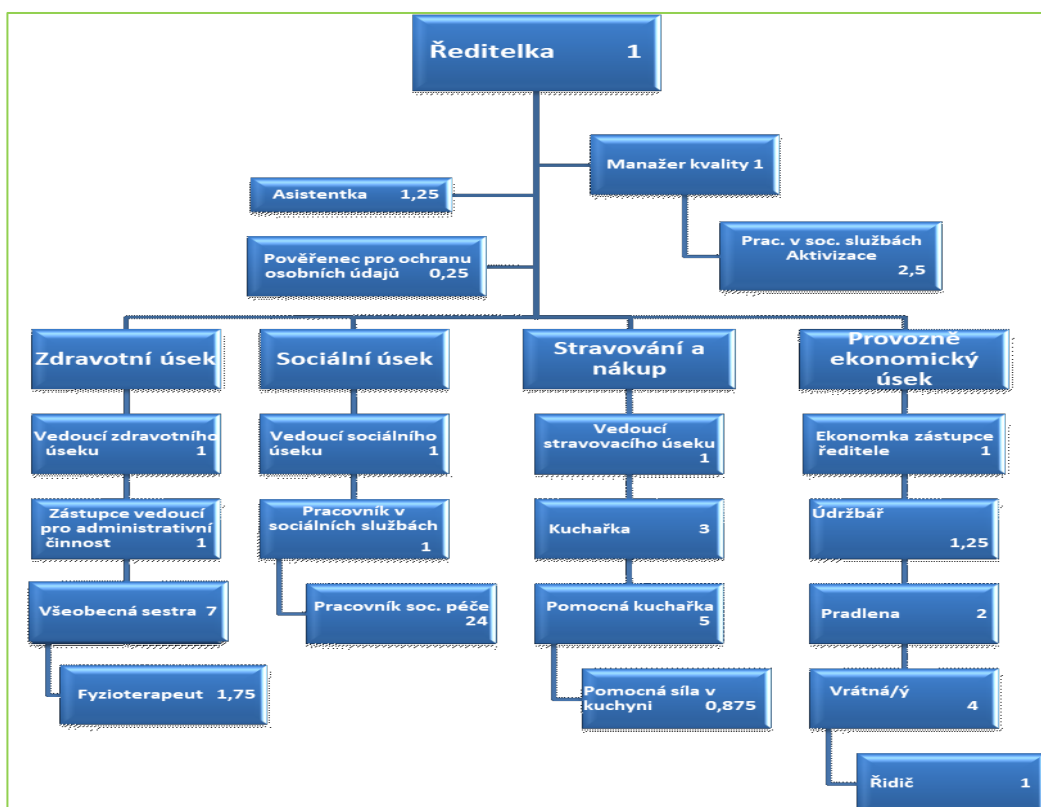 Ředitelka 1
Manažer kvality 1
Asistentka 1,25
Prac. v soc. službách
Aktivizace
2,5
Pověřenec pro ochranu
osobních údajů 0,25
Zdravotní úsek
Sociální úsek
Stravování a
nákup
Provozně
ekonomický
úsek
Vedoucí zdravotního
úseku 1
Vedoucí sociálního
úseku 1
Vedoucí
stravovacího úseku
1
Ekonomka zástupce
ředitele 1
Zástupce vedoucí
pro administrativní
činnost 1
Pracovník v
sociálních službách
1
Kuchařka 3
Údržbář
1,25
Všeobecná sestra 7
Pracovník soc. péče
24
Pomocná kuchařka
5
Pradlena 2
Fyzioterapeut 1,75
Pomocná síla v
kuchyni 0,875
Vrátná/ý
4
Řidič 1